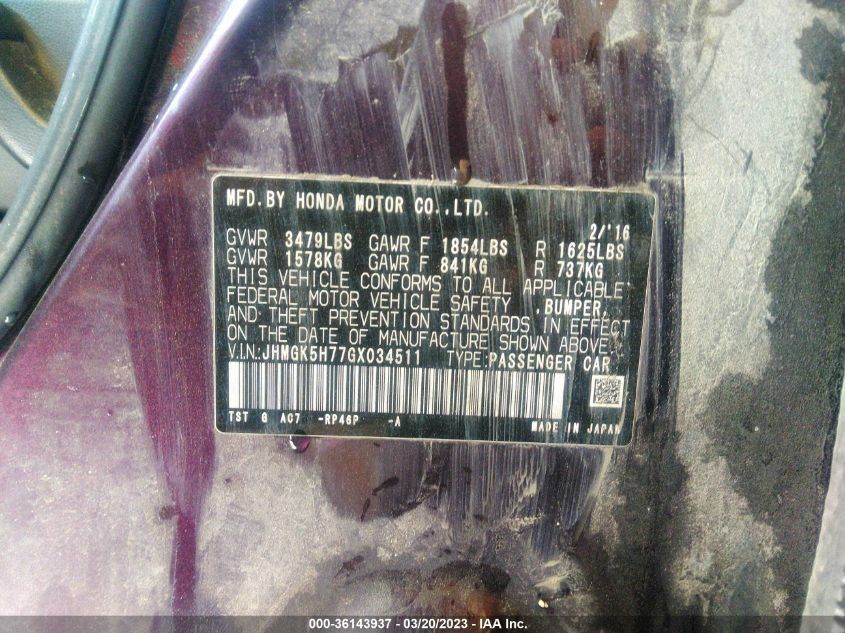 MFD.BY HONDA MOTOR CO.,LTD.
2/'16
GVWR 3479LBS GAWR F 1854LBS R 1625LBS
GVWR 1578KG GAWR F 841KG R 737KG
THIS VEHICLE CONFORMS TO ALL APPLICABLE
FEDERAL MOTOR VEHICLE SAFETY ,BUMPER,
AND THEFT PREVENTION STANDARDS IN EFFECT
ON THE DATE OF MANUFACTURE SHOWN ABOVE.
V.IN.:JHMGK5H77GX034511 TYPE:PASSENGER CAR
TST G AC7 -RP46P -A MADE IN JAPAN
000-36143937 - 03/20/2023 - IAA Inc.